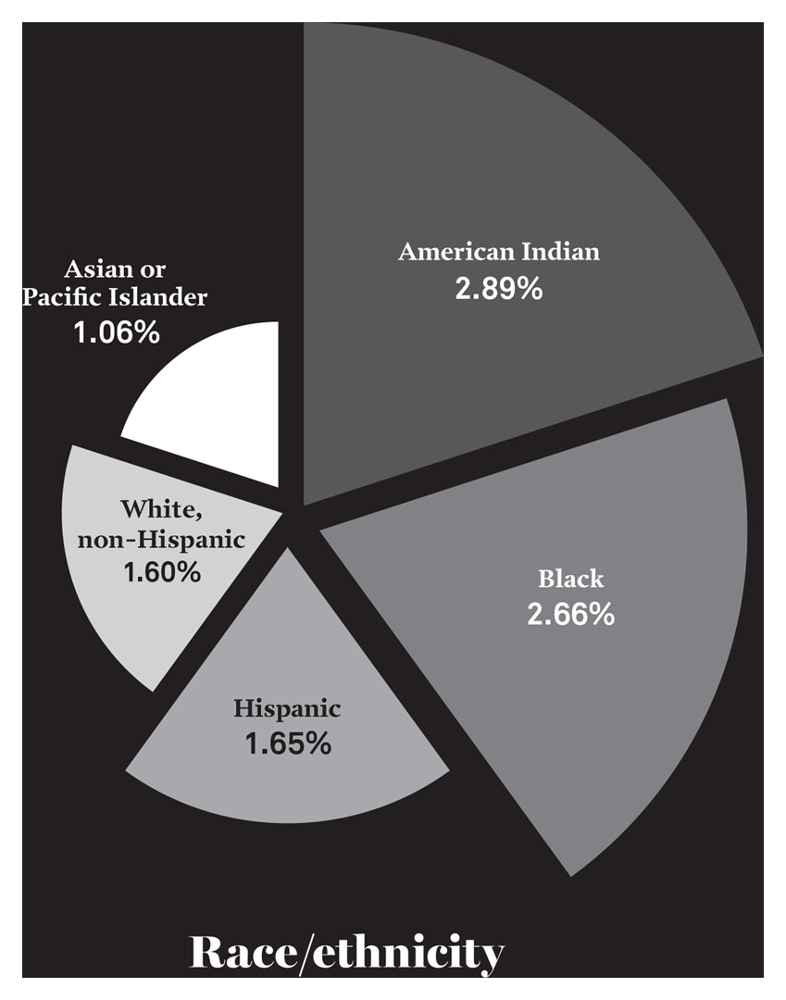 American Indian
2.89%
Asian or
Pacific Islander
1.06%
White,
non-Hispanic
1.60%
Black
2.66%
Hispanic
1.65%
Race/ethnicity